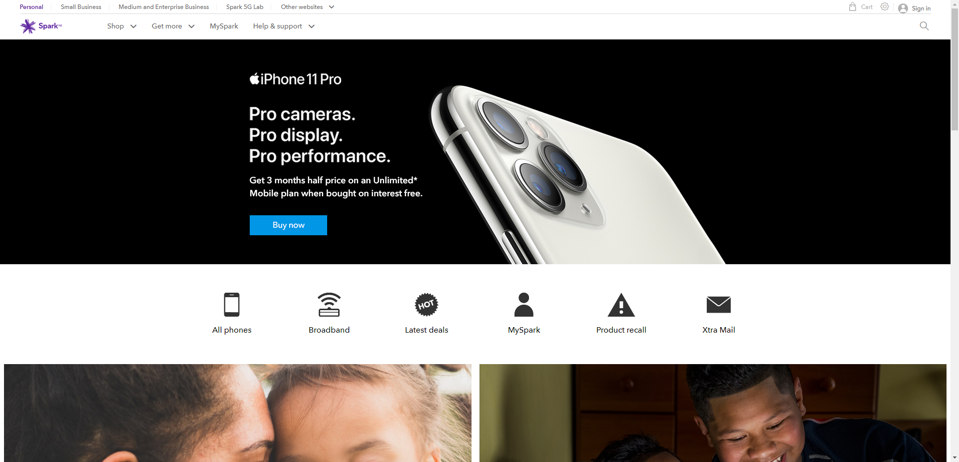 Personal
Small Business
Medium and Enterprise Business
Spark 5G Lab
Other websites
Cart
Sign in
Spark nz
Shop
Get more
MySpark
Help & support
iPhone 11 Pro
Pro cameras.
Pro display.
Pro performance.
Get 3 months half price on an Unlimited*
Mobile plan when bought on interest free.
Buy now
HOT
All phones
Broadband
Latest deals
MySpark
Product recall
Xtra Mail